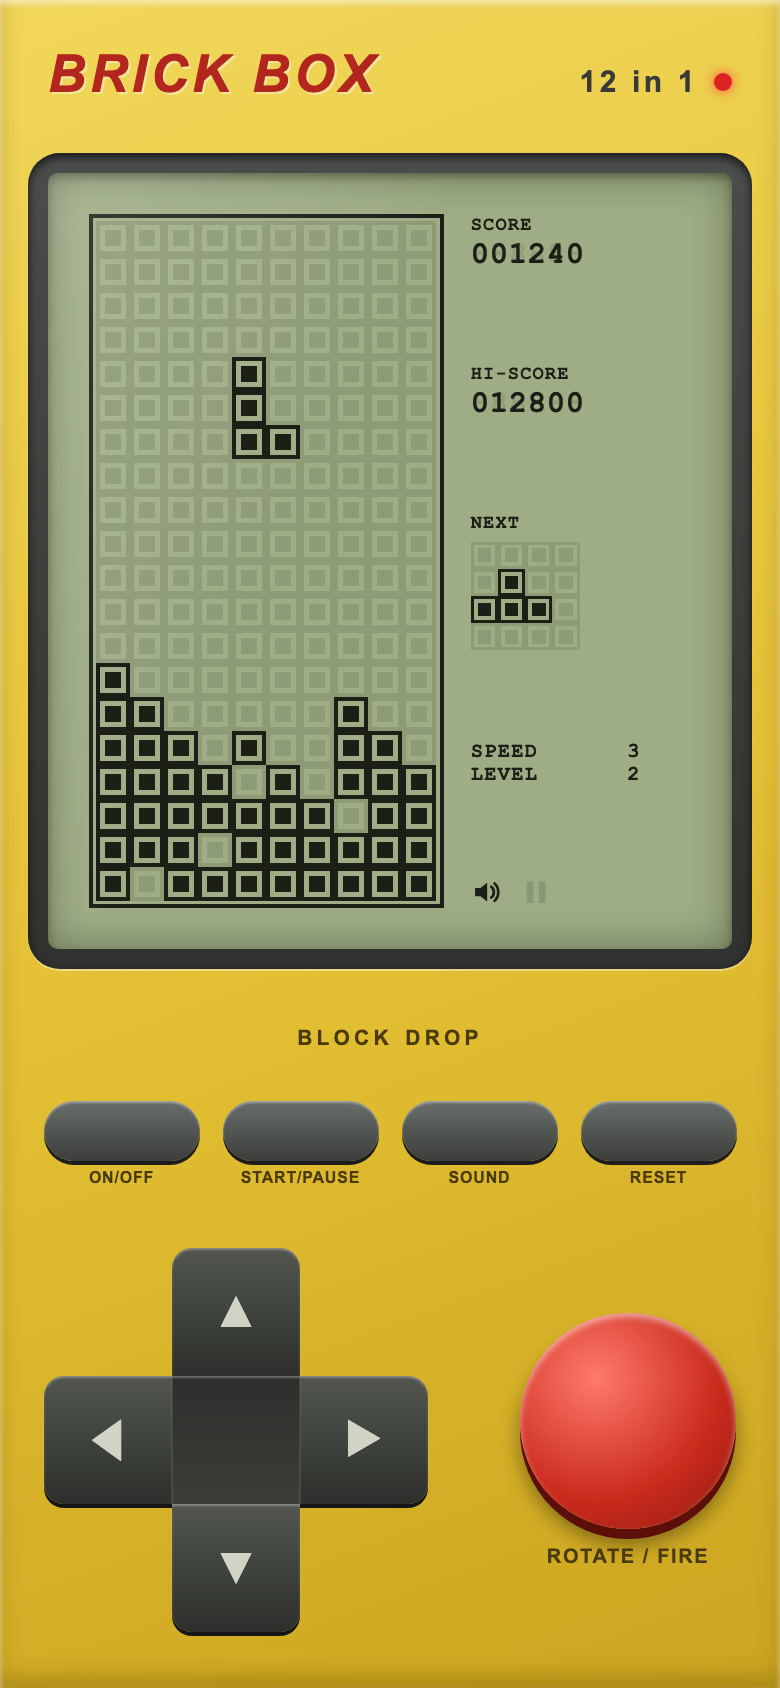 BRICK BOX
12 in 1
SCORE
001240
HI-SCORE
012800
NEXT
SPEED 3
LEVEL 2
BLOCK DROP
ON/OFF
START/PAUSE
SOUND
RESET
ROTATE / FIRE